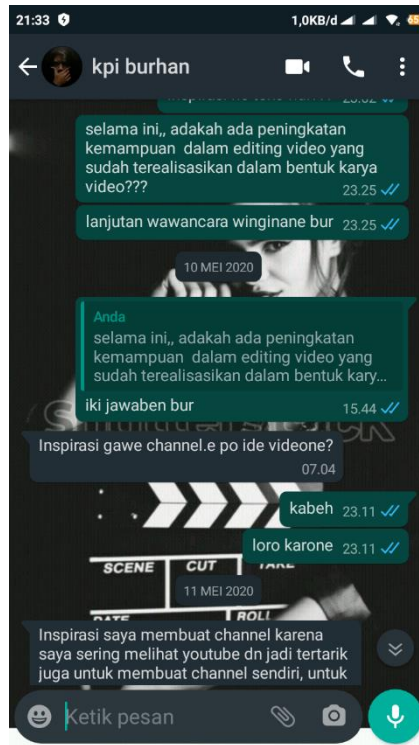 21:33
1,0KB/d
kpi burhan
selama ini,, adakah ada peningkatan
kemampuan dalam editing video yang
sudah terealisasikan dalam bentuk karya
video???
23.25
lanjutan wawancara winginane bur 23.25
10 MEI 2020
Anda
selama ini,, adakah ada peningkatan
kemampuan dalam editing video yang
sudah terealisasikan dalam bentuk kary...
iki jawaben bur
15.44
Inspirasi gawe channel.e po ide videone?
07.04
kabeh 23.11
loro karone 23.11
SCENE CUT TAKE
11 MEI 2020
ROLL
Inspirasi saya membuat channel karena
saya sering melihat youtube dn jadi tertarik
juga untuk membuat channel sendiri, untuk
Ketik pesan